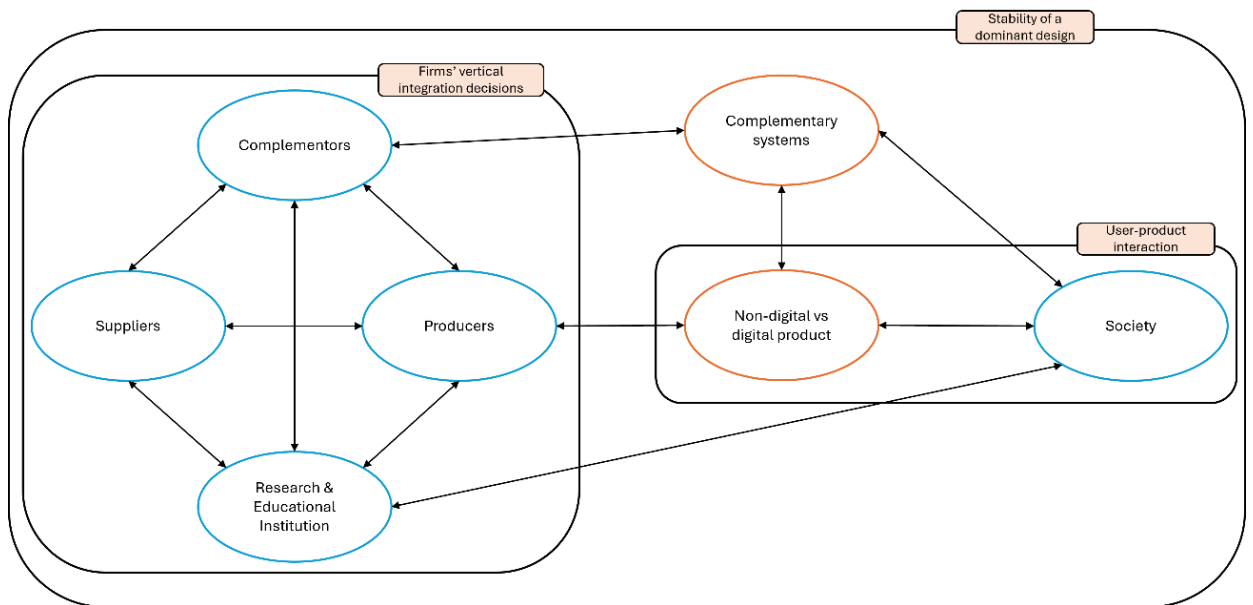 Stability of a
dominant design
Firms’ vertical
integration decisions
Complementors
Complementary
systems
User-product
interaction
Suppliers
Producers
Non-digital vs
digital product
Society
Research &
Educational
Institution